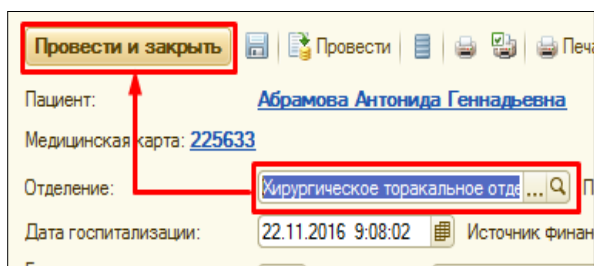 Провести и закрыть Провести
Пациент: Абрамова Антонида Геннадьевна
Медицинская карта: 225633
Отделение: Хирургическое торакальное отде ...
Дата госпитализации: 22.11.2016 9:08:02 Источник